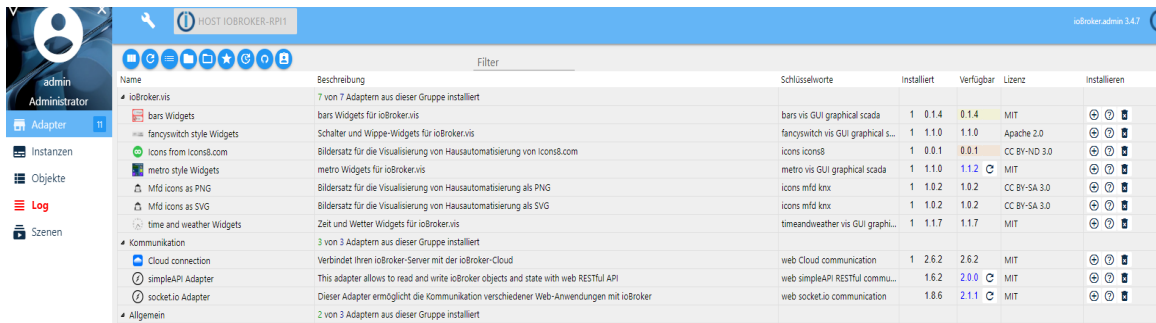 HOST IOBROKER-RPI1
ioBroker.admin 3.4.7
Filter
admin
Administrator
Adapter 11
Instanzen
Objekte
Log
Szenen
Name Beschreibung Schlüsselworte Installiert Verfügbar Lizenz Installieren
ioBroker.vis 7 von 7 Adaptern aus dieser Gruppe installiert
bars Widgets bars Widgets für ioBroker.vis bars vis GUI graphical scada 1 0.1.4 0.1.4 MIT
fancyswitch style Widgets Schalter und Wippe-Widgets für ioBroker.vis fancyswitch vis GUI graphical s... 1 1.1.0 1.1.0 Apache 2.0
Icons from Icons8.com Bildersatz für die Visualisierung von Hausautomatisierung von Icons8.com icons icons8 1 0.0.1 0.0.1 CC BY-ND 3.0
metro style Widgets metro Widgets für ioBroker.vis metro vis GUI graphical scada 1 1.1.0 1.1.2 MIT
Mfd icons as PNG Bildersatz für die Visualisierung von Hausautomatisierung als PNG icons mfd knx 1 1.0.2 1.0.2 CC BY-SA 3.0
Mfd icons as SVG Bildersatz für die Visualisierung von Hausautomatisierung als SVG icons mfd knx 1 1.0.2 1.0.2 CC BY-SA 3.0
time and weather Widgets Zeit und Wetter Widgets für ioBroker.vis timeandweather vis GUI graphi... 1 1.1.7 1.1.7 MIT
Kommunikation 3 von 3 Adaptern aus dieser Gruppe installiert
Cloud connection Verbindet Ihren ioBroker-Server mit der ioBroker-Cloud web Cloud communication 1 2.6.2 2.6.2 MIT
simpleAPI Adapter This adapter allows to read and write ioBroker objects and state with web RESTful API web simpleAPI RESTful commu... 1.6.2 2.0.0 MIT
socket.io Adapter Dieser Adapter ermöglicht die Kommunikation verschiedener Web-Anwendungen mit ioBroker web socket.io communication 1.8.6 2.1.1 MIT
Allgemein 2 von 3 Adaptern aus dieser Gruppe installiert